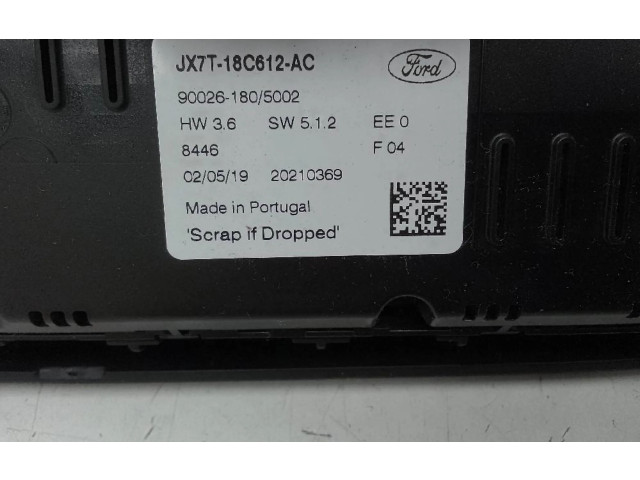 JX7T-18C612-AC
Ford
90026-180/5002
HW 3.6 SW 5.1.2 EE 0
8446 F 04
02/05/19 20210369
Made in Portugal
'Scrap if Dropped'